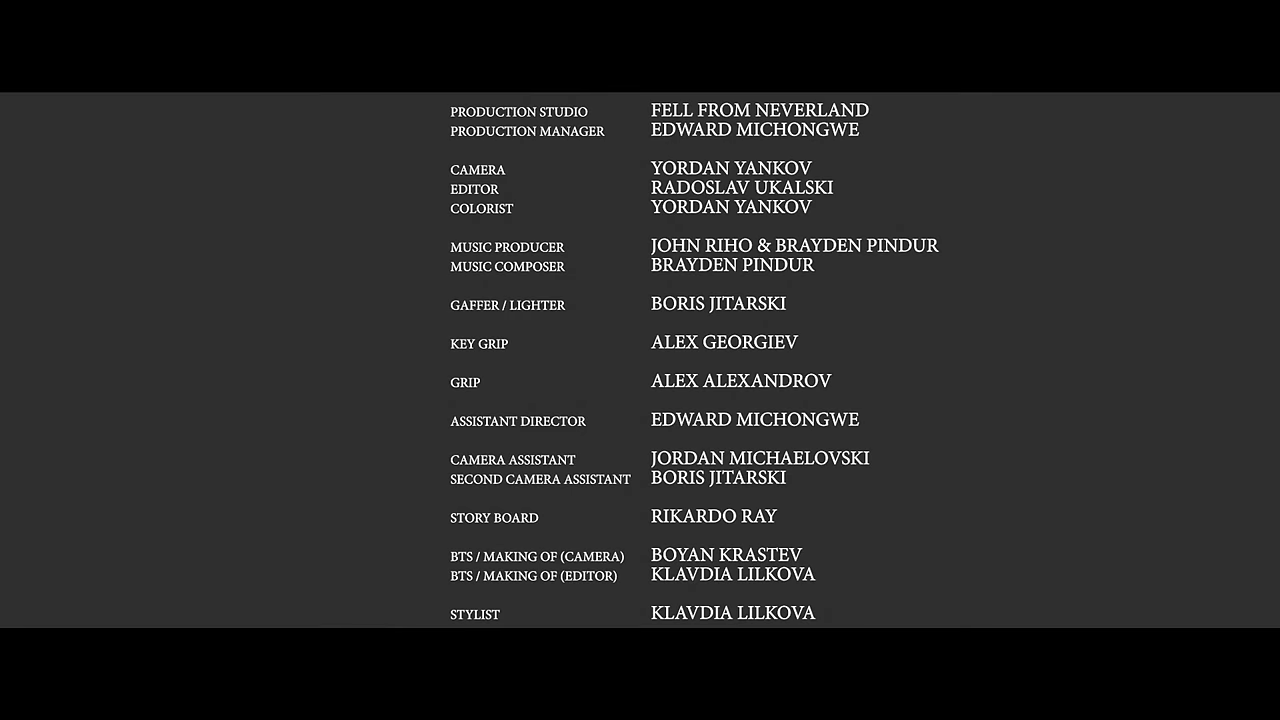 PRODUCTION STUDIO FELL FROM NEVERLAND
PRODUCTION MANAGER EDWARD MICHONGWE
CAMERA YORDAN YANKOV
EDITOR RADOSLAV UKALSKI
COLORIST YORDAN YANKOV
MUSIC PRODUCER JOHN RIHO & BRAYDEN PINDUR
MUSIC COMPOSER BRAYDEN PINDUR
GAFFER / LIGHTER BORIS JITARSKI
KEY GRIP ALEX GEORGIEV
GRIP ALEX ALEXANDROV
ASSISTANT DIRECTOR EDWARD MICHONGWE
CAMERA ASSISTANT JORDAN MICHAELOVSKI
SECOND CAMERA ASSISTANT BORIS JITARSKI
STORY BOARD RIKARDO RAY
BTS / MAKING OF (CAMERA) BOYAN KRASTEV
BTS / MAKING OF (EDITOR) KLAVDIA LILKOVA
STYLIST KLAVDIA LILKOVA